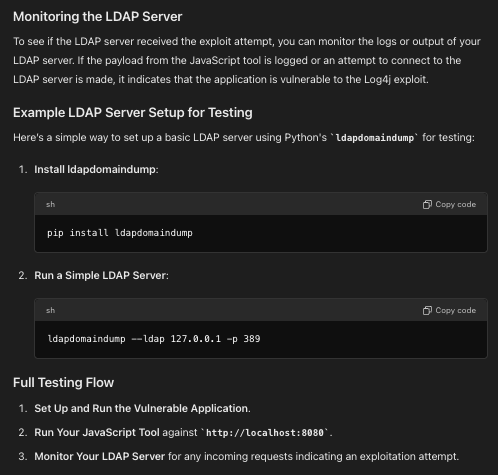 Monitoring the LDAP Server
To see if the LDAP server received the exploit attempt, you can monitor the logs or output of your
LDAP server. If the payload from the JavaScript tool is logged or an attempt to connect to the
LDAP server is made, it indicates that the application is vulnerable to the Log4j exploit.
Example LDAP Server Setup for Testing
Here's a simple way to set up a basic LDAP server using Python's `ldapdomaindump` for testing:
1. Install ldapdomaindump:
sh Copy code
pip install ldapdomaindump
2. Run a Simple LDAP Server:
sh Copy code
ldapdomaindump --ldap 127.0.0.1 -p 389
Full Testing Flow
1. Set Up and Run the Vulnerable Application.
2. Run Your JavaScript Tool against `http://localhost:8080`.
3. Monitor Your LDAP Server for any incoming requests indicating an exploitation attempt.